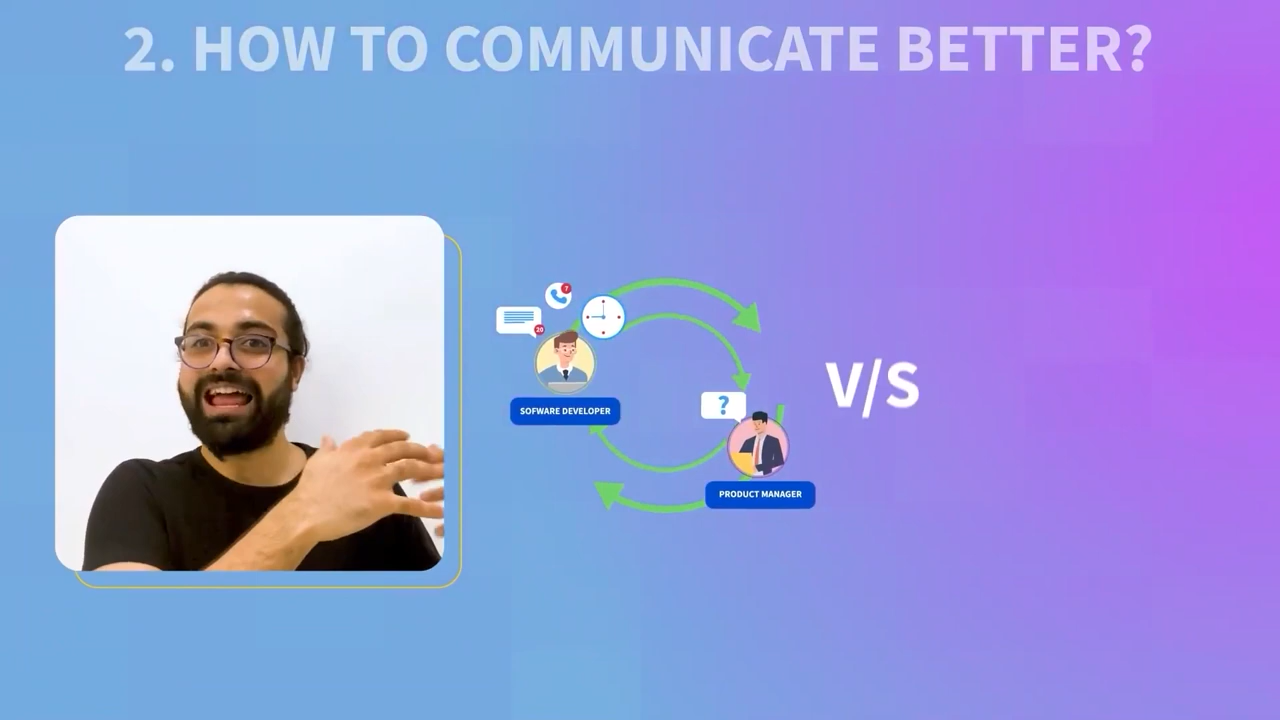 2. HOW TO COMMUNICATE BETTER?
7
20
SOFWARE DEVELOPER
?
PRODUCT MANAGER
V/S